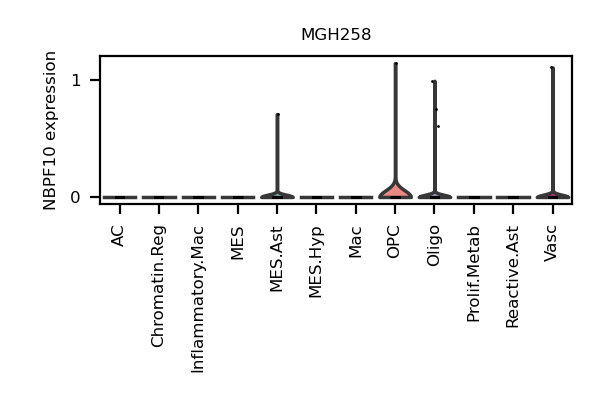 MGH258
NBPF10 expression
1
0
AC
Chromatin.Reg
Inflammatory.Mac
MES
MES.Ast
MES.Hyp
Mac
OPC
Oligo
Prolif.Metab
Reactive.Ast
Vasc